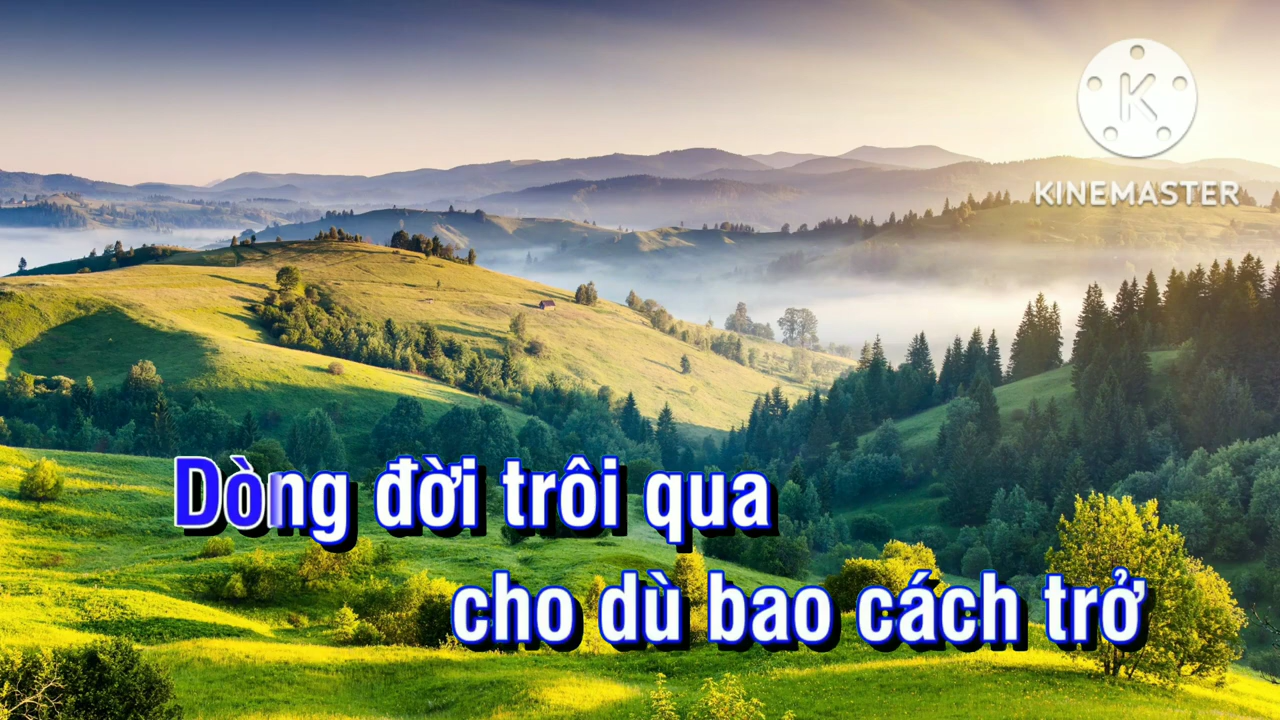 K
KINEMASTER
Dòng đời trôi qua
cho dù bao cách trở